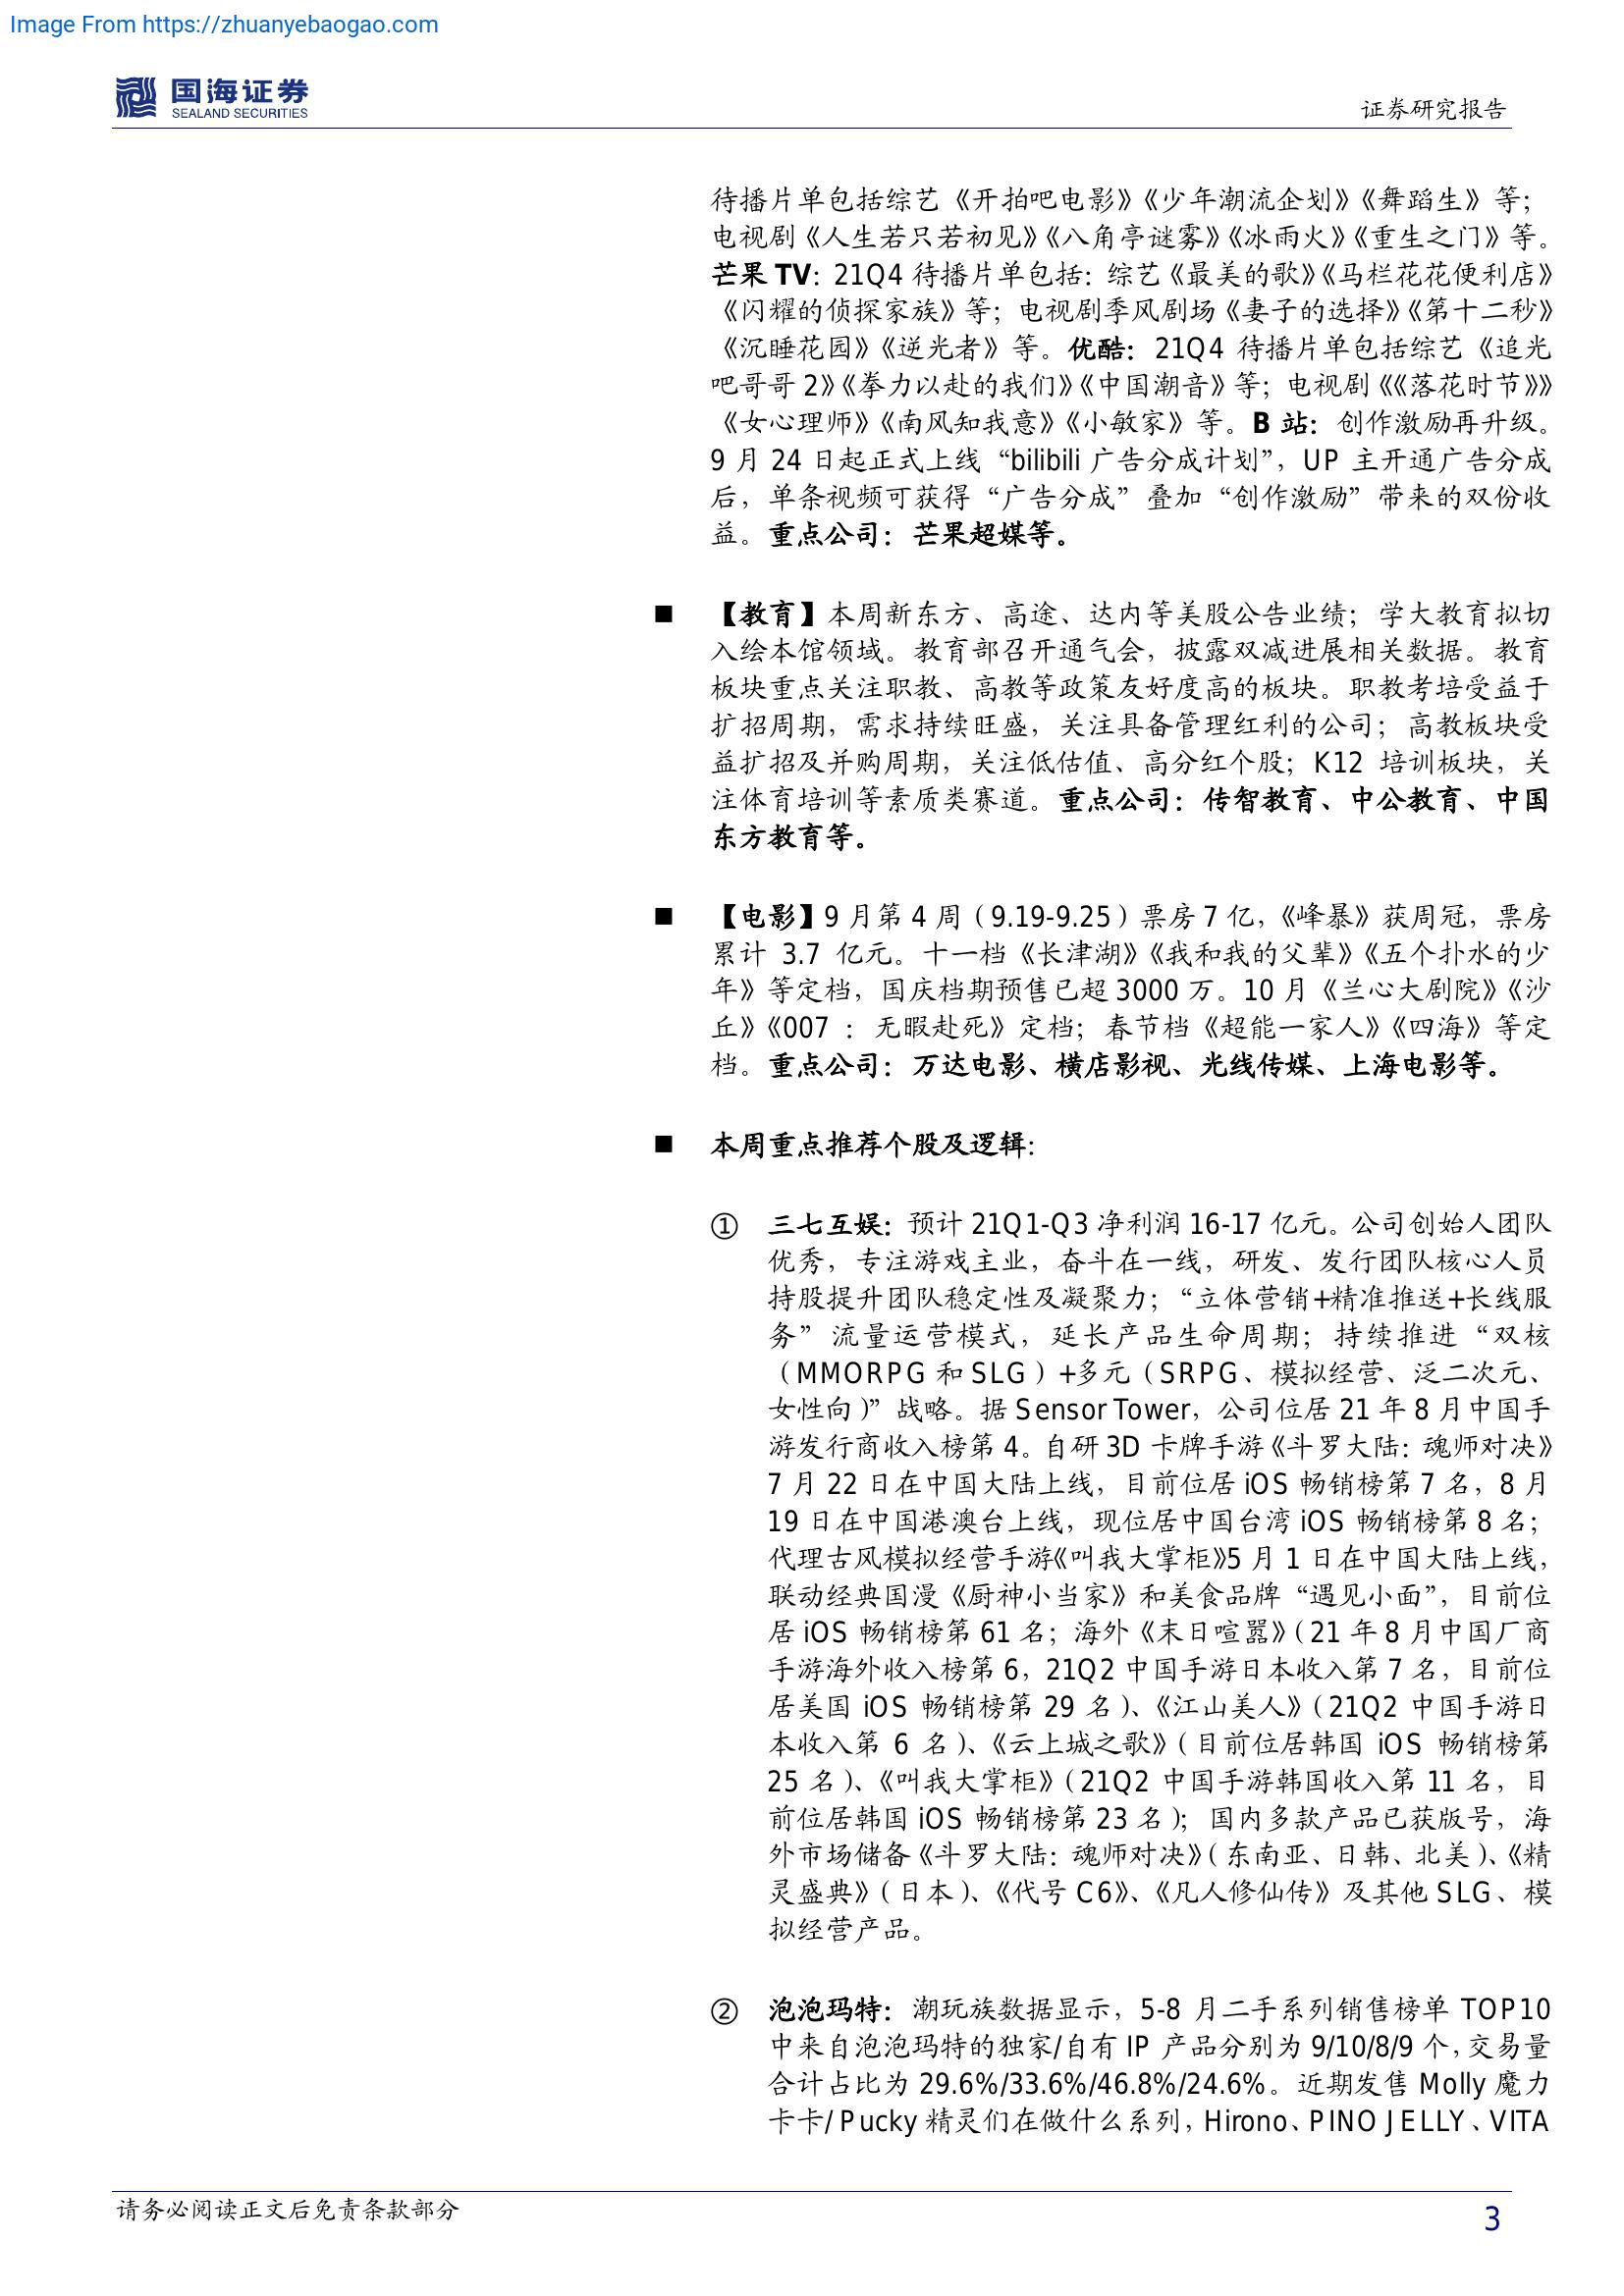 Image From https://zhuanyebaogao.com
国海证券
SEALAND SECURITIES
证券研究报告
待播片单包括综艺《开拍吧电影》《少年潮流企划》《舞蹈生》等；
电视剧《人生若只若初见》《八角亭谜雾》《冰雨火》《重生之门》等。
芒果 TV：21Q4 待播片单包括：综艺《最美的歌》《马栏花花便利店》
《闪耀的侦探家族》等；电视剧季风剧场《妻子的选择》《第十二秒》
《沉睡花园》《逆光者》等。优酷：21Q4 待播片单包括综艺《追光
吧哥哥 2》《拳力以赴的我们》《中国潮音》等；电视剧《《落花时节》》
《女心理师》《南风知我意》《小敏家》等。B 站：创作激励再升级。
9 月 24 日起正式上线“bilibili 广告分成计划”，UP 主开通广告分成
后，单条视频可获得“广告分成”叠加“创作激励”带来的双份收
益。重点公司：芒果超媒等。
■ 【教育】本周新东方、高途、达内等美股公告业绩；学大教育拟切
入绘本馆领域。教育部召开通气会，披露双减进展相关数据。教育
板块重点关注职教、高教等政策友好度高的板块。职教考培受益于
扩招周期，需求持续旺盛，关注具备管理红利的公司；高教板块受
益扩招及并购周期，关注低估值、高分红个股；K12 培训板块，关
注体育培训等素质类赛道。重点公司：传智教育、中公教育、中国
东方教育等。
■ 【电影】9 月第 4 周（9.19-9.25）票房 7 亿，《峰暴》获周冠，票房
累计 3.7 亿元。十一档《长津湖》《我和我的父辈》《五个扑水的少
年》等定档，国庆档期预售已超 3000 万。10 月《兰心大剧院》《沙
丘》《007 ：无暇赴死》定档；春节档《超能一家人》《四海》等定
档。重点公司：万达电影、横店影视、光线传媒、上海电影等。
■ 本周重点推荐个股及逻辑：
① 三七互娱：预计 21Q1-Q3 净利润 16-17 亿元。公司创始人团队
优秀，专注游戏主业，奋斗在一线，研发、发行团队核心人员
持股提升团队稳定性及凝聚力；“立体营销+精准推送+长线服
务”流量运营模式，延长产品生命周期；持续推进“双核
（MMORPG 和 SLG）+多元（SRPG、模拟经营、泛二次元、
女性向）”战略。据 Sensor Tower，公司位居 21 年 8 月中国手
游发行商收入榜第 4。自研 3D 卡牌手游《斗罗大陆：魂师对决》
7 月 22 日在中国大陆上线，目前位居 iOS 畅销榜第 7 名，8 月
19 日在中国港澳台上线，现位居中国台湾 iOS 畅销榜第 8 名；
代理古风模拟经营手游《叫我大掌柜》5 月 1 日在中国大陆上线，
联动经典国漫《厨神小当家》和美食品牌“遇见小面”，目前位
居 iOS 畅销榜第 61 名；海外《末日喧嚣》（21 年 8 月中国厂商
手游海外收入榜第 6，21Q2 中国手游日本收入第 7 名，目前位
居美国 iOS 畅销榜第 29 名）、《江山美人》（21Q2 中国手游日
本收入第 6 名）、《云上城之歌》（目前位居韩国 iOS 畅销榜第
25 名）、《叫我大掌柜》（21Q2 中国手游韩国收入第 11 名，目
前位居韩国 iOS 畅销榜第 23 名）；国内多款产品已获版号，海
外市场储备《斗罗大陆：魂师对决》（东南亚、日韩、北美）、《精
灵盛典》（日本）、《代号 C6》、《凡人修仙传》及其他 SLG、模
拟经营产品。
② 泡泡玛特：潮玩族数据显示，5-8 月二手系列销售榜单 TOP10
中来自泡泡玛特的独家/自有 IP 产品分别为 9/10/8/9 个，交易量
合计占比为 29.6%/33.6%/46.8%/24.6%。近期发售 Molly 魔力
卡卡/ Pucky 精灵们在做什么系列，Hirono、PINO JELLY、VITA
请务必阅读正文后免责条款部分
3